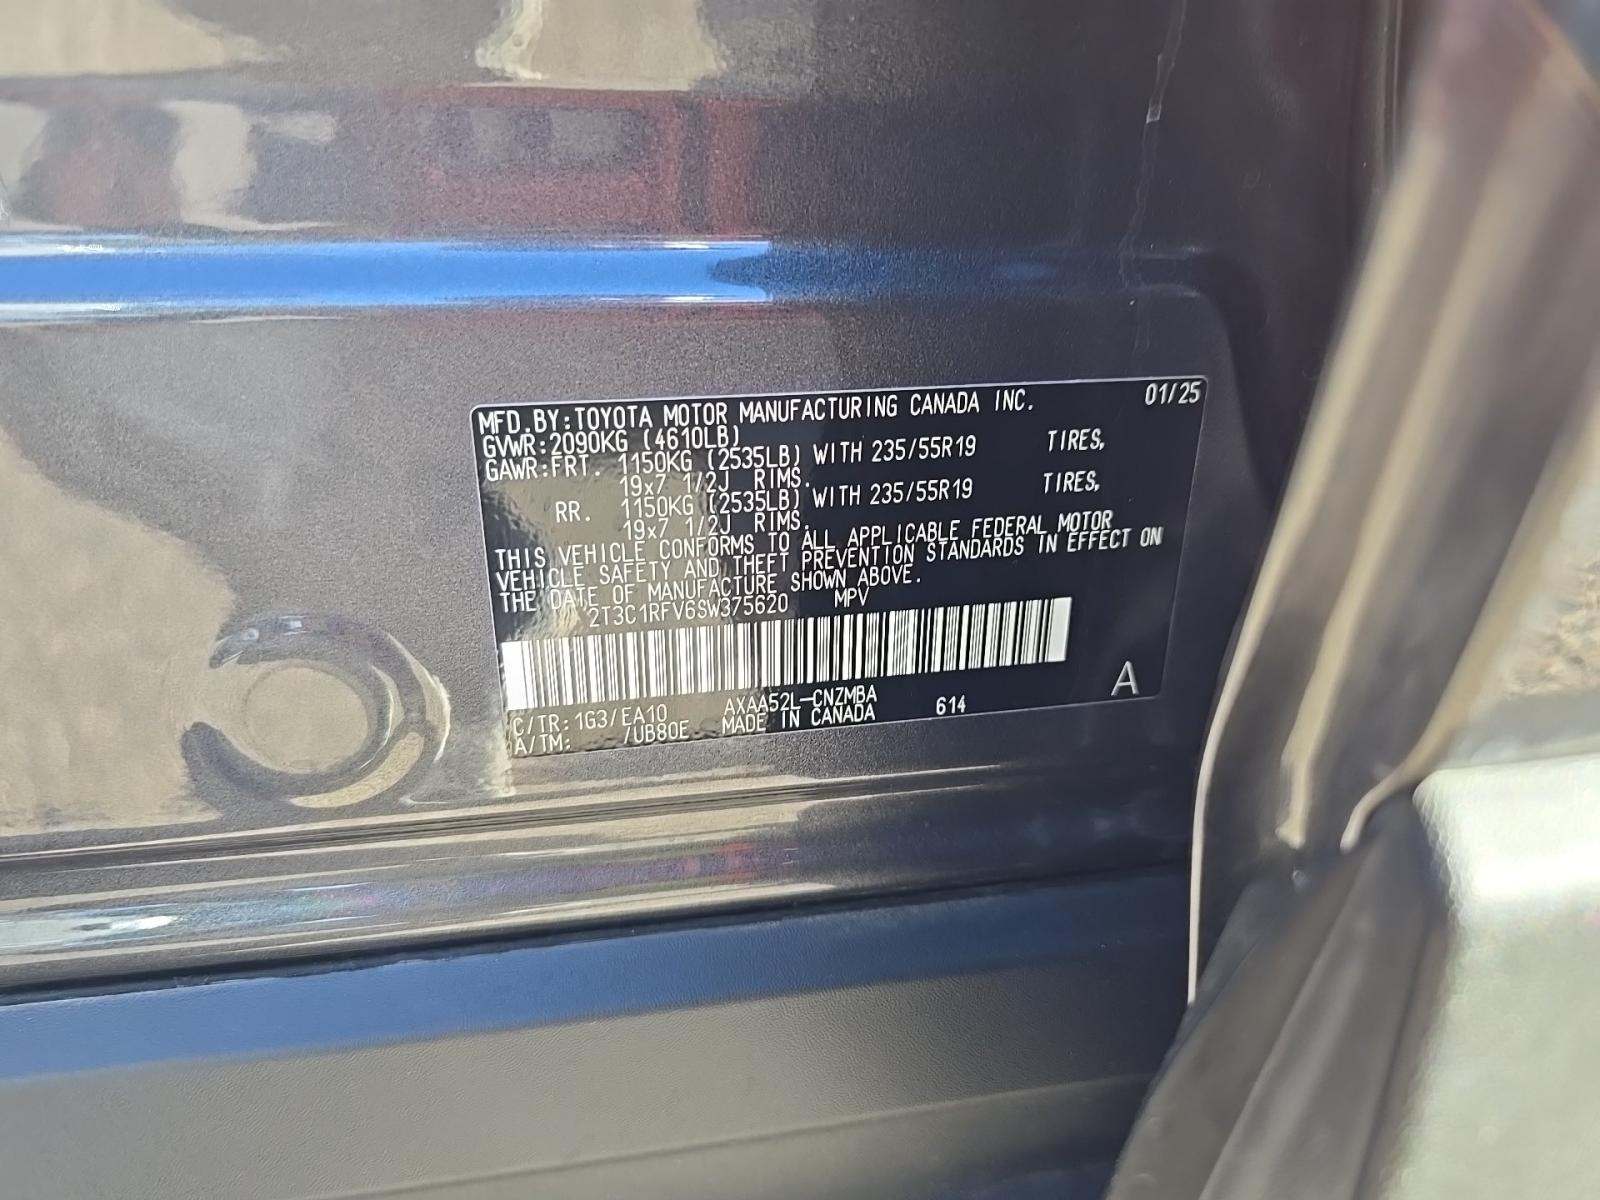 MFD.BY:TOYOTA MOTOR MANUFACTURING CANADA INC. 01/25
GVWR:2090KG (4610LB)
GAWR:FRT. 1150KG (2535LB) WITH 235/55R19 TIRES,
19x7 1/2J RIMS.
RR. 1150KG (2535LB) WITH 235/55R19 TIRES,
19x7 1/2J RIMS.
THIS VEHICLE CONFORMS TO ALL APPLICABLE FEDERAL MOTOR
VEHICLE SAFETY AND THEFT PREVENTION STANDARDS IN EFFECT ON
THE DATE OF MANUFACTURE SHOWN ABOVE.
2T3C1RFV6SW375620 MPV
C/TR:1G3/EA10 AXAA52L-CNZMBA 614 A
A/TM: /UB80E MADE IN CANADA